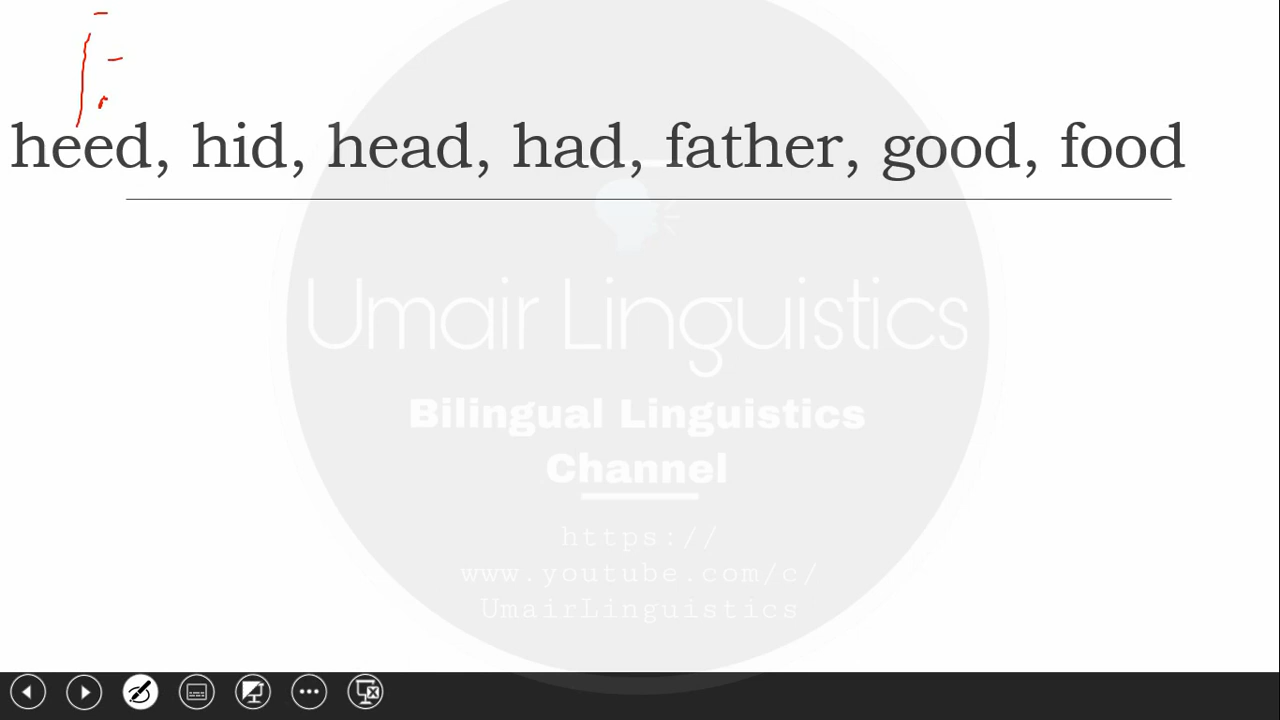 heed, hid, head, had, father, good, food
Umair Linguistics
Bilingual Linguistics
Channel
https://
www.youtube.com/c/
UmairLinguistics